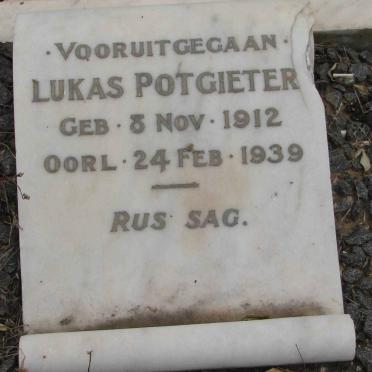 · VOORUITGEGAAN ·
LUKAS POTGIETER
GEB · 8 NOV · 1912
OORL · 24 FEB · 1939
RUS SAG.